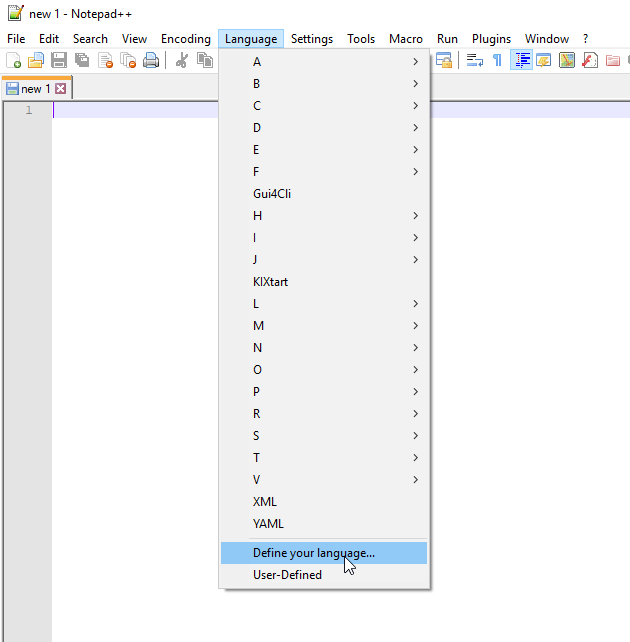 new 1 - Notepad++
File Edit Search View Encoding Language Settings Tools Macro Run Plugins Window ?
new 1
1
A
B
C
D
E
F
Gui4Cli
H
I
J
KIXtart
L
M
N
O
P
R
S
T
V
XML
YAML
Define your language...
User-Defined